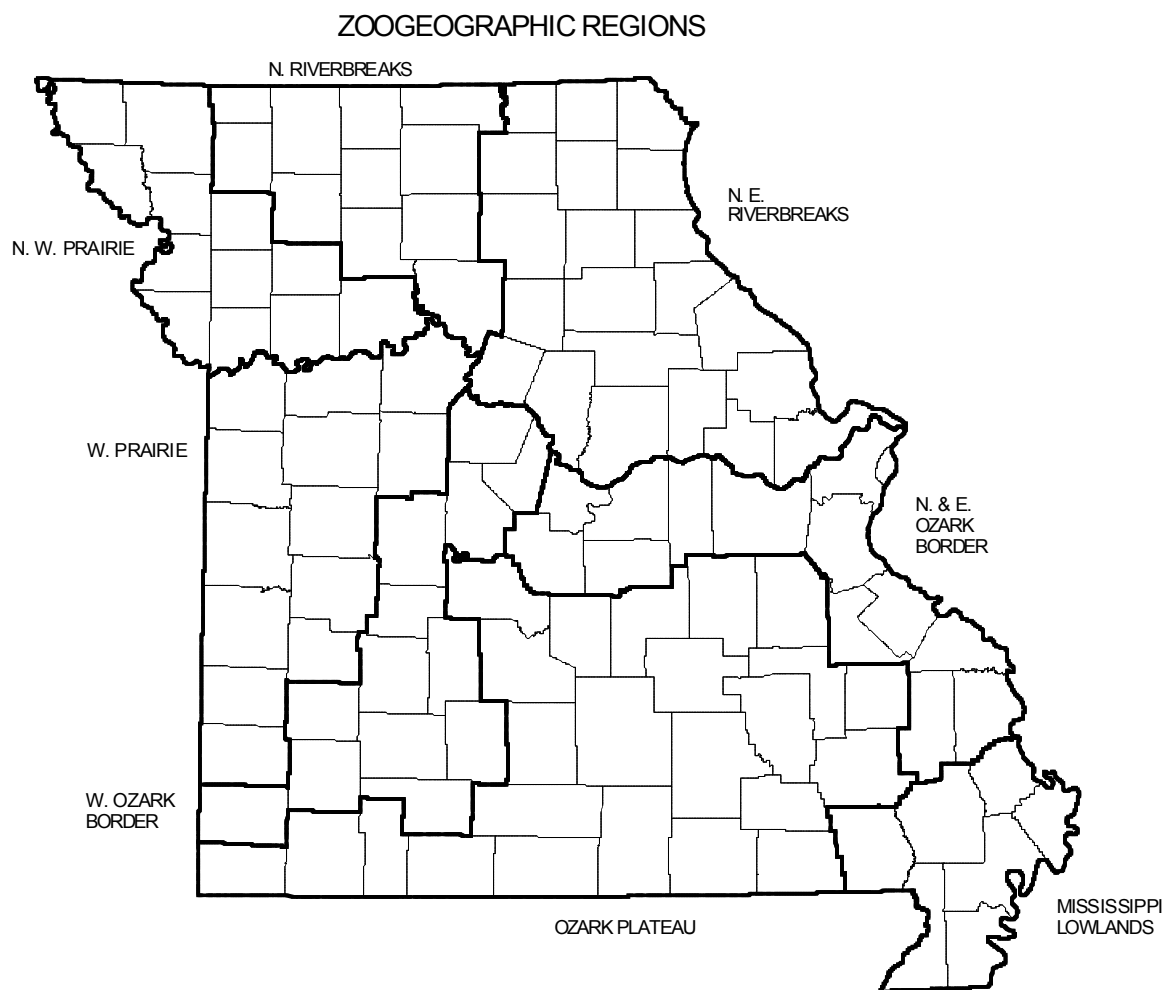 ZOOGEOGRAPHIC REGIONS
N. RIVERBREAKS
N. E.
RIVERBREAKS
N. W. PRAIRIE
W. PRAIRIE
N. & E.
OZARK
BORDER
W. OZARK
BORDER
OZARK PLATEAU
MISSISSIPPI
LOWLANDS